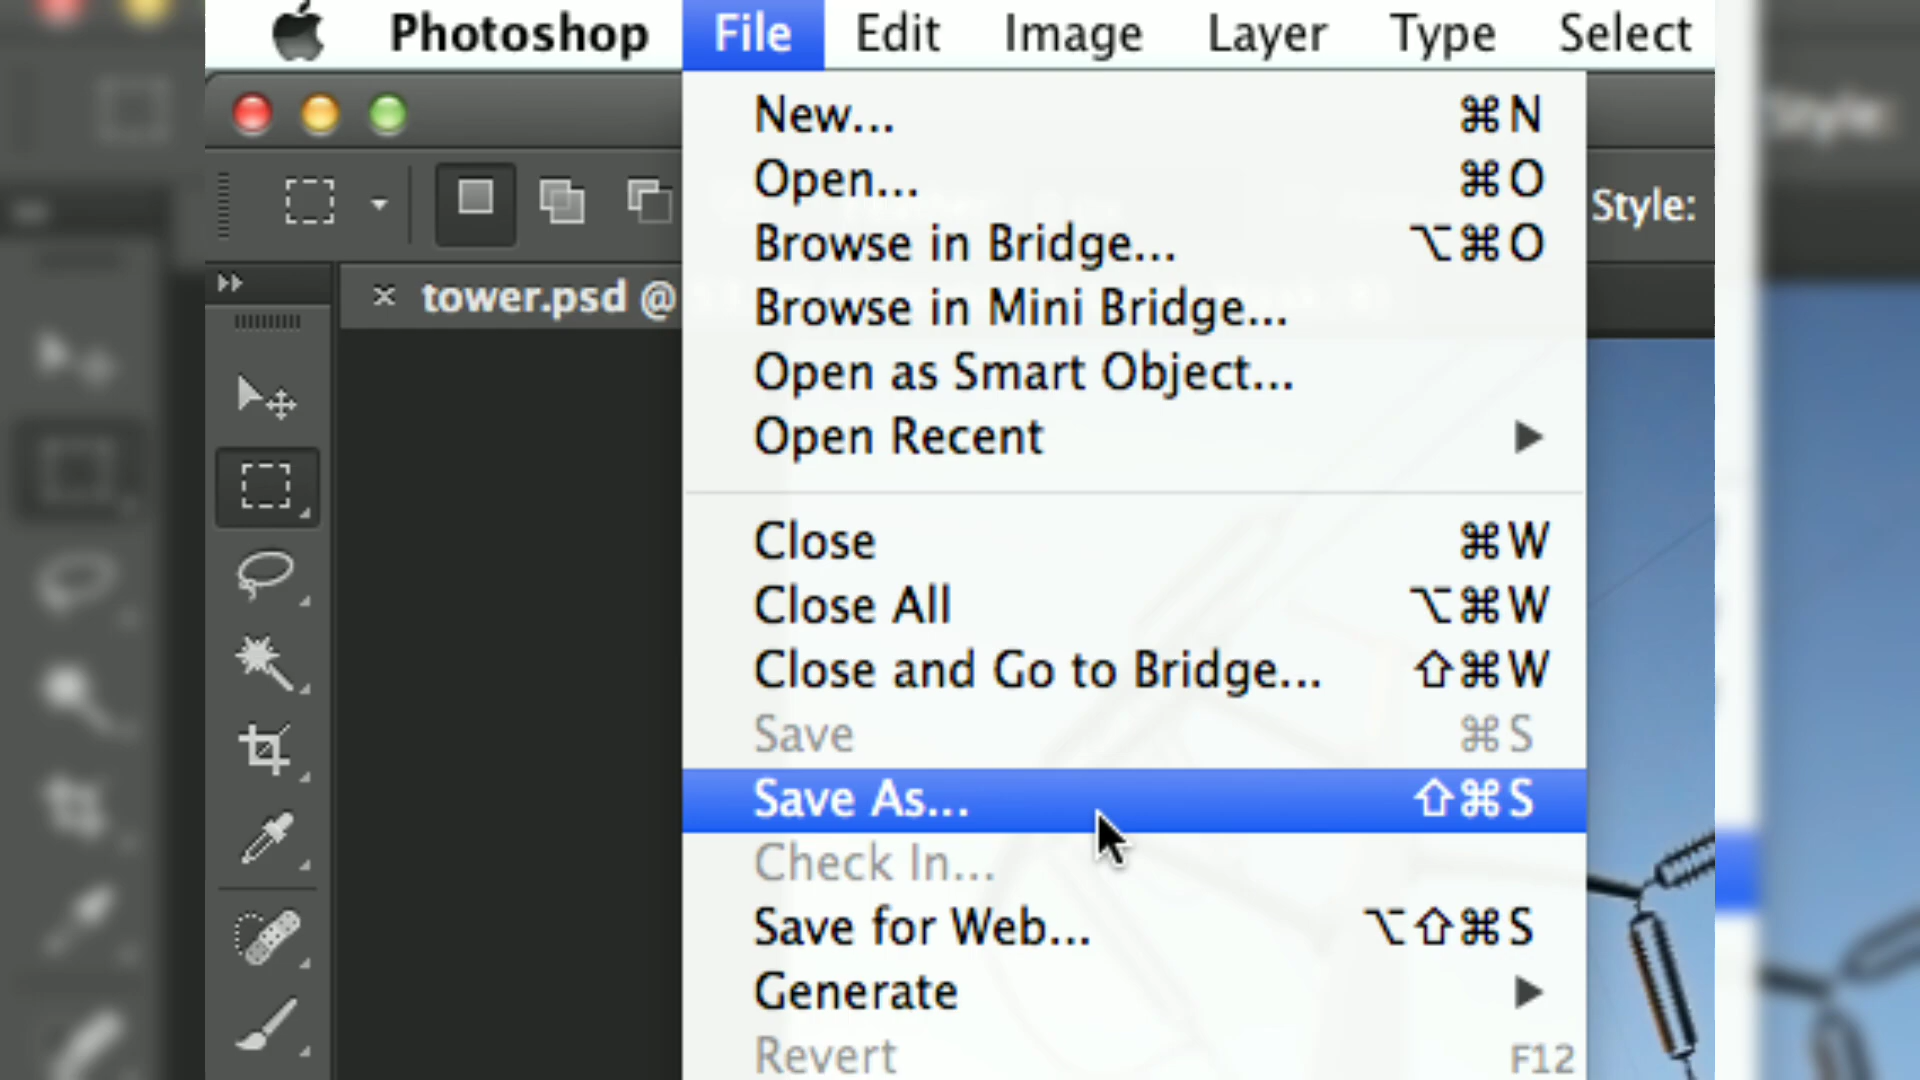 Photoshop File Edit Image Layer Type Select
Style:
tower.psd @
New... ⌘N
Open... ⌘O
Browse in Bridge... ⌥⌘O
Browse in Mini Bridge...
Open as Smart Object...
Open Recent
Close ⌘W
Close All ⌥⌘W
Close and Go to Bridge... ⇧⌘W
Save ⌘S
Save As... ⇧⌘S
Check In...
Save for Web... ⌥⇧⌘S
Generate
Revert F12
Style: